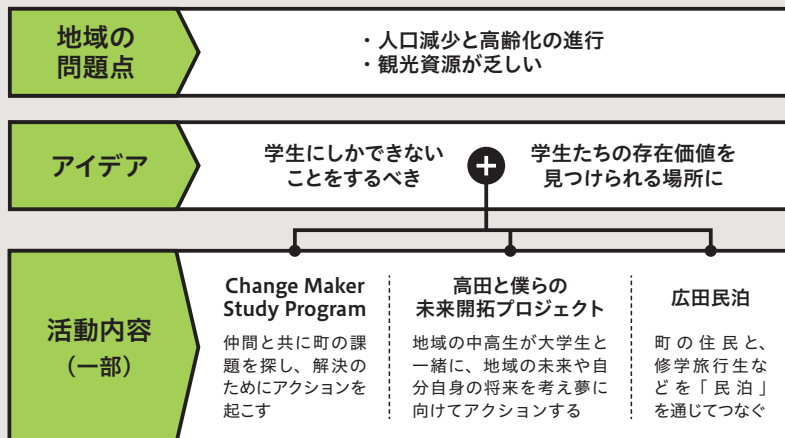 地域の
問題点
・人口減少と高齢化の進行
・観光資源が乏しい
アイデア
学生にしかできない
ことをするべき
+
学生たちの存在価値を
見つけられる場所に
活動内容
（一部）
Change Maker
Study Program
仲間と共に町の課
題を探し、解決の
ためにアクションを
起こす
高田と僕らの
未来開拓プロジェクト
地域の中高生が大学生と
一緒に、地域の未来や自
分自身の将来を考え夢に
向けてアクションする
広田民泊
町の住民と、
修学旅行生な
どを「民泊」
を通じてつなぐ